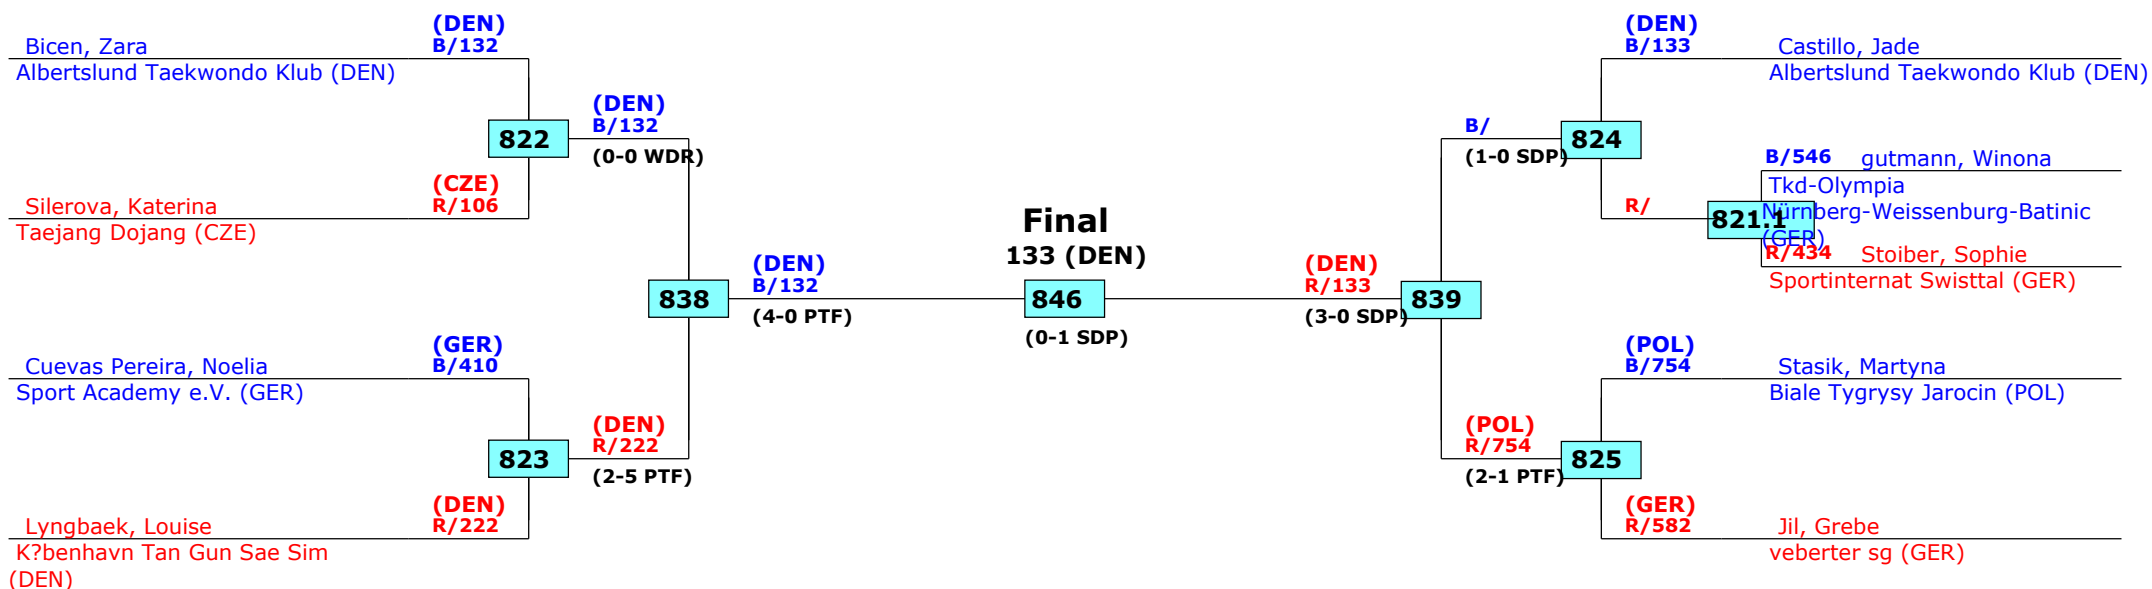 (DEN)
Bicen, Zara B/132
Albertslund Taekwondo Klub (DEN)
822
(DEN)
B/132
(0-0 WDR)
(CZE)
Silerova, Katerina R/106
Taejang Dojang (CZE)
838
(DEN)
B/132
(4-0 PTF)
(GER)
Cuevas Pereira, Noelia B/410
Sport Academy e.V. (GER)
823
(DEN)
R/222
(2-5 PTF)
(DEN)
Lyngbaek, Louise R/222
K?benhavn Tan Gun Sae Sim
(DEN)
Final
133 (DEN)
846
(0-1 SDP)
(DEN)
R/133
(3-0 SDP)
839
B/
(1-0 SDP)
824
(DEN)
B/133 Castillo, Jade
Albertslund Taekwondo Klub (DEN)
R/
821.1
B/546 gutmann, Winona
Tkd-Olympia
Nürnberg-Weissenburg-Batinic
(GER)
R/434 Stoiber, Sophie
Sportinternat Swisttal (GER)
(POL)
R/754
(2-1 PTF)
825
(POL)
B/754 Stasik, Martyna
Biale Tygrysy Jarocin (POL)
(GER)
R/582 Jil, Grebe
veberter sg (GER)